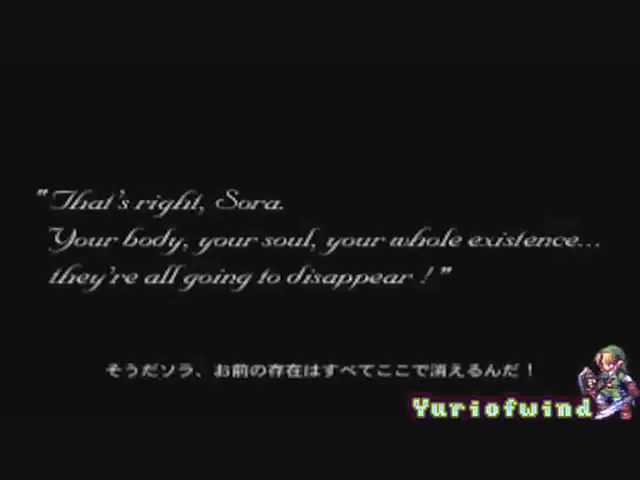 "That's right, Sora.
Your body, your soul, your whole existence...
they're all going to disappear !"
そうだソラ、お前の存在はすべてここで消えるんだ！
Yuriofwind